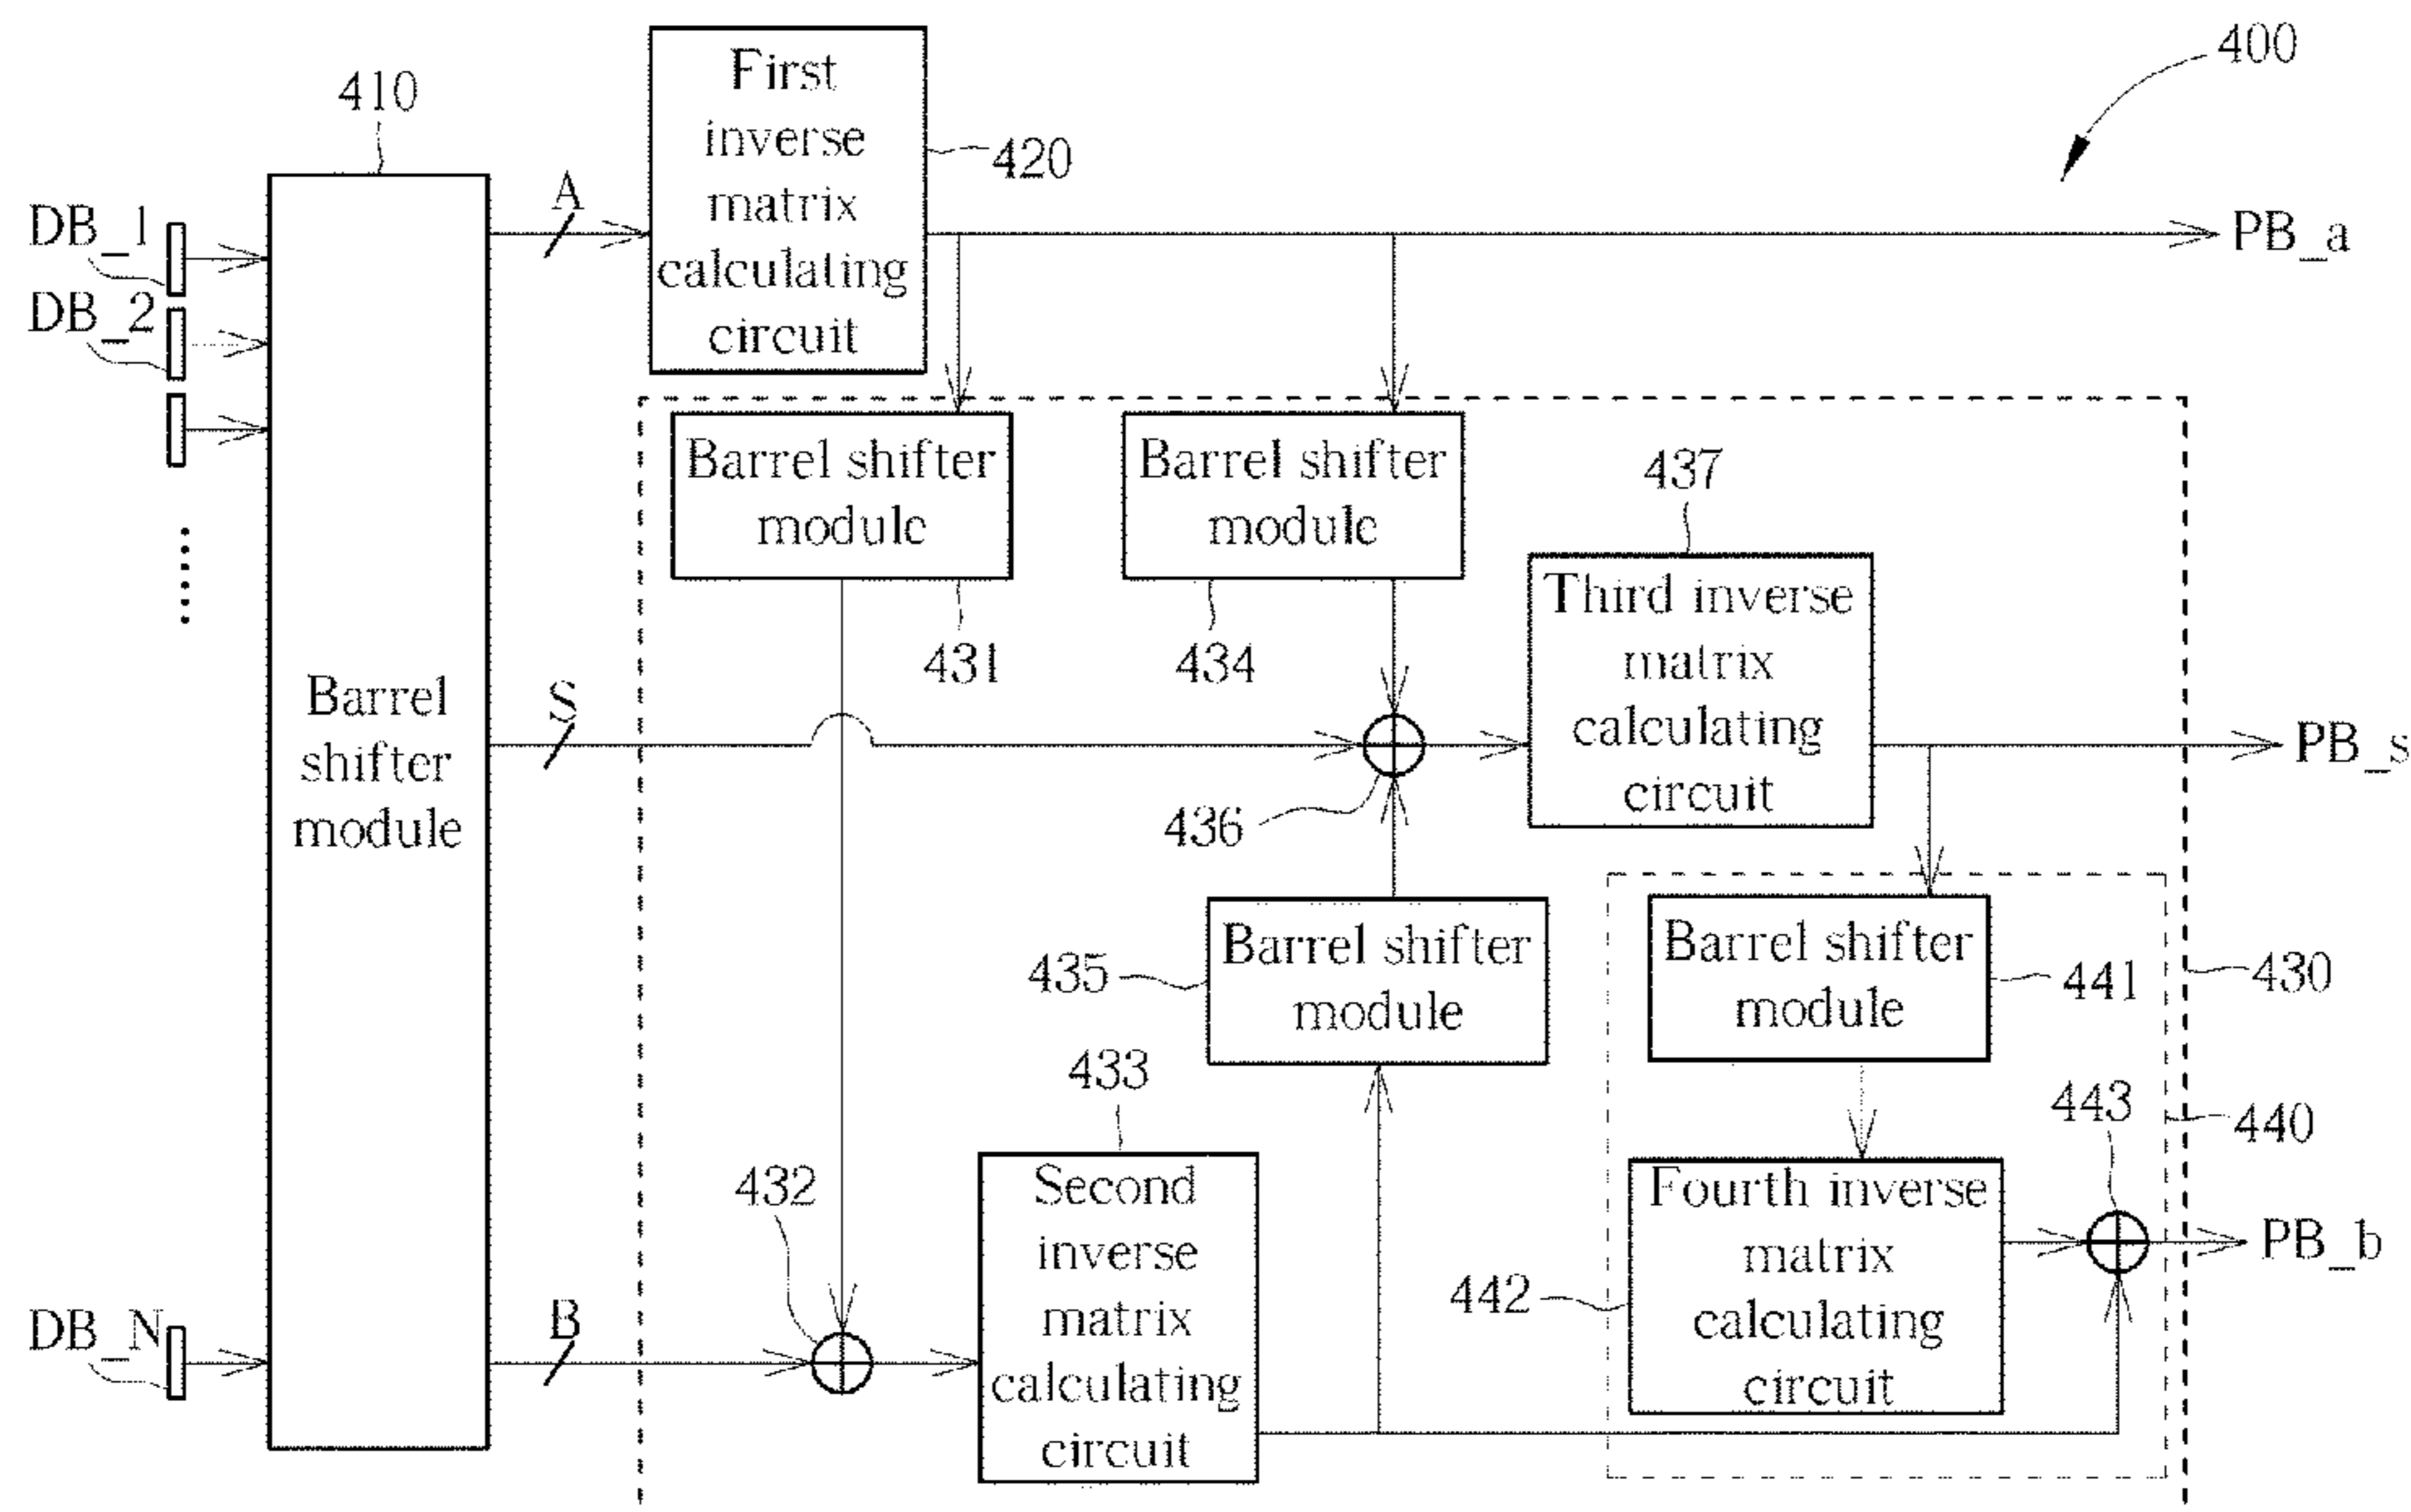 400
410
First
inverse
matrix
calculating
circuit
420
A
DB_1
PB_a
DB_2
Barrel shifter
module
431
Barrel shifter
module
434
437
Third inverse
matrix
calculating
circuit
Barrel
shifter
module
S
436
PB_s
435
Barrel shifter
module
Barrel shifter
module
441
430
433
443
440
432
Second
inverse
matrix
calculating
circuit
442
Fourth inverse
matrix
calculating
circuit
PB_b
DB_N
B